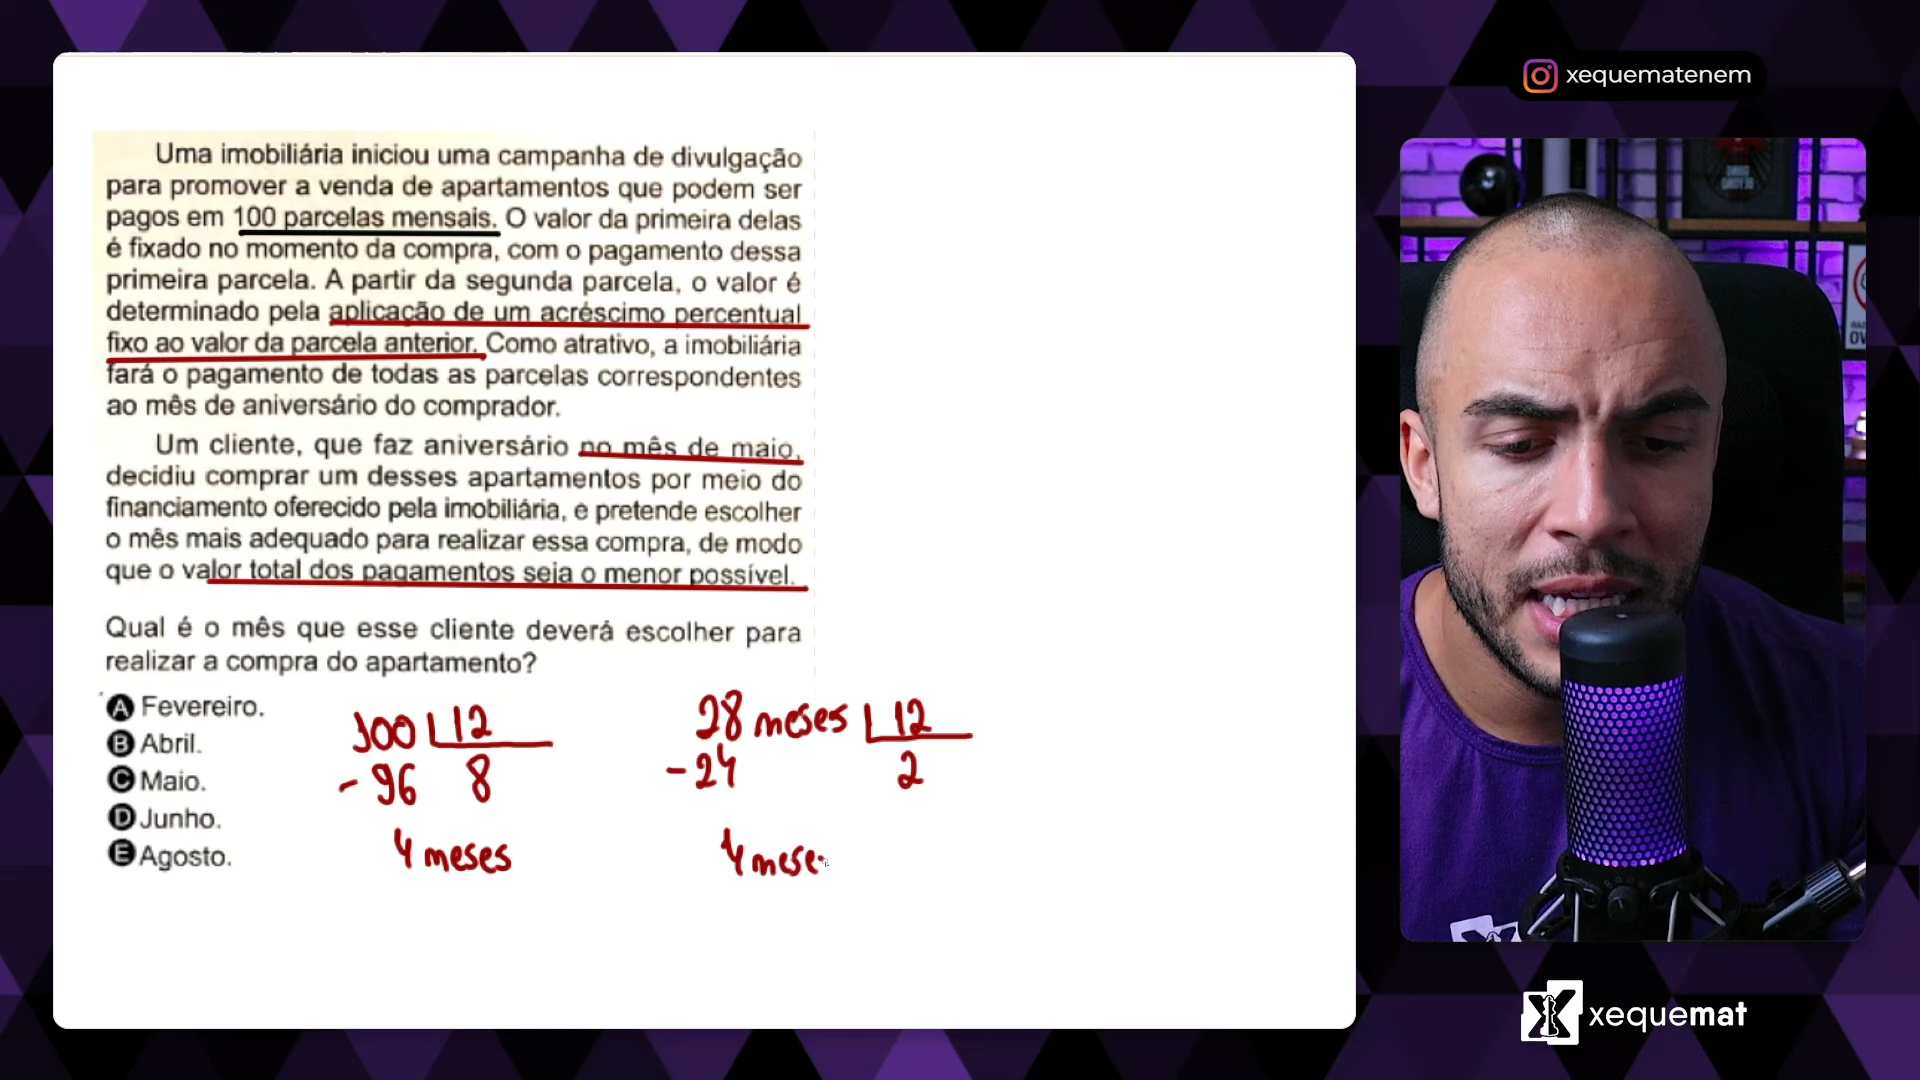 xequematenem
Uma imobiliária iniciou uma campanha de divulgação
para promover a venda de apartamentos que podem ser
pagos em 100 parcelas mensais. O valor da primeira delas
é fixado no momento da compra, com o pagamento dessa
primeira parcela. A partir da segunda parcela, o valor é
determinado pela aplicação de um acréscimo percentual
fixo ao valor da parcela anterior. Como atrativo, a imobiliária
fará o pagamento de todas as parcelas correspondentes
ao mês de aniversário do comprador.
Um cliente, que faz aniversário no mês de maio,
decidiu comprar um desses apartamentos por meio do
financiamento oferecido pela imobiliária, e pretende escolher
o mês mais adequado para realizar essa compra, de modo
que o valor total dos pagamentos seja o menor possível.
Qual é o mês que esse cliente deverá escolher para
realizar a compra do apartamento?
A Fevereiro.
B Abril.
C Maio.
D Junho.
E Agosto.
100 12
- 96 8
4 meses
28 meses 12
- 24 2
4 mese
xequemat